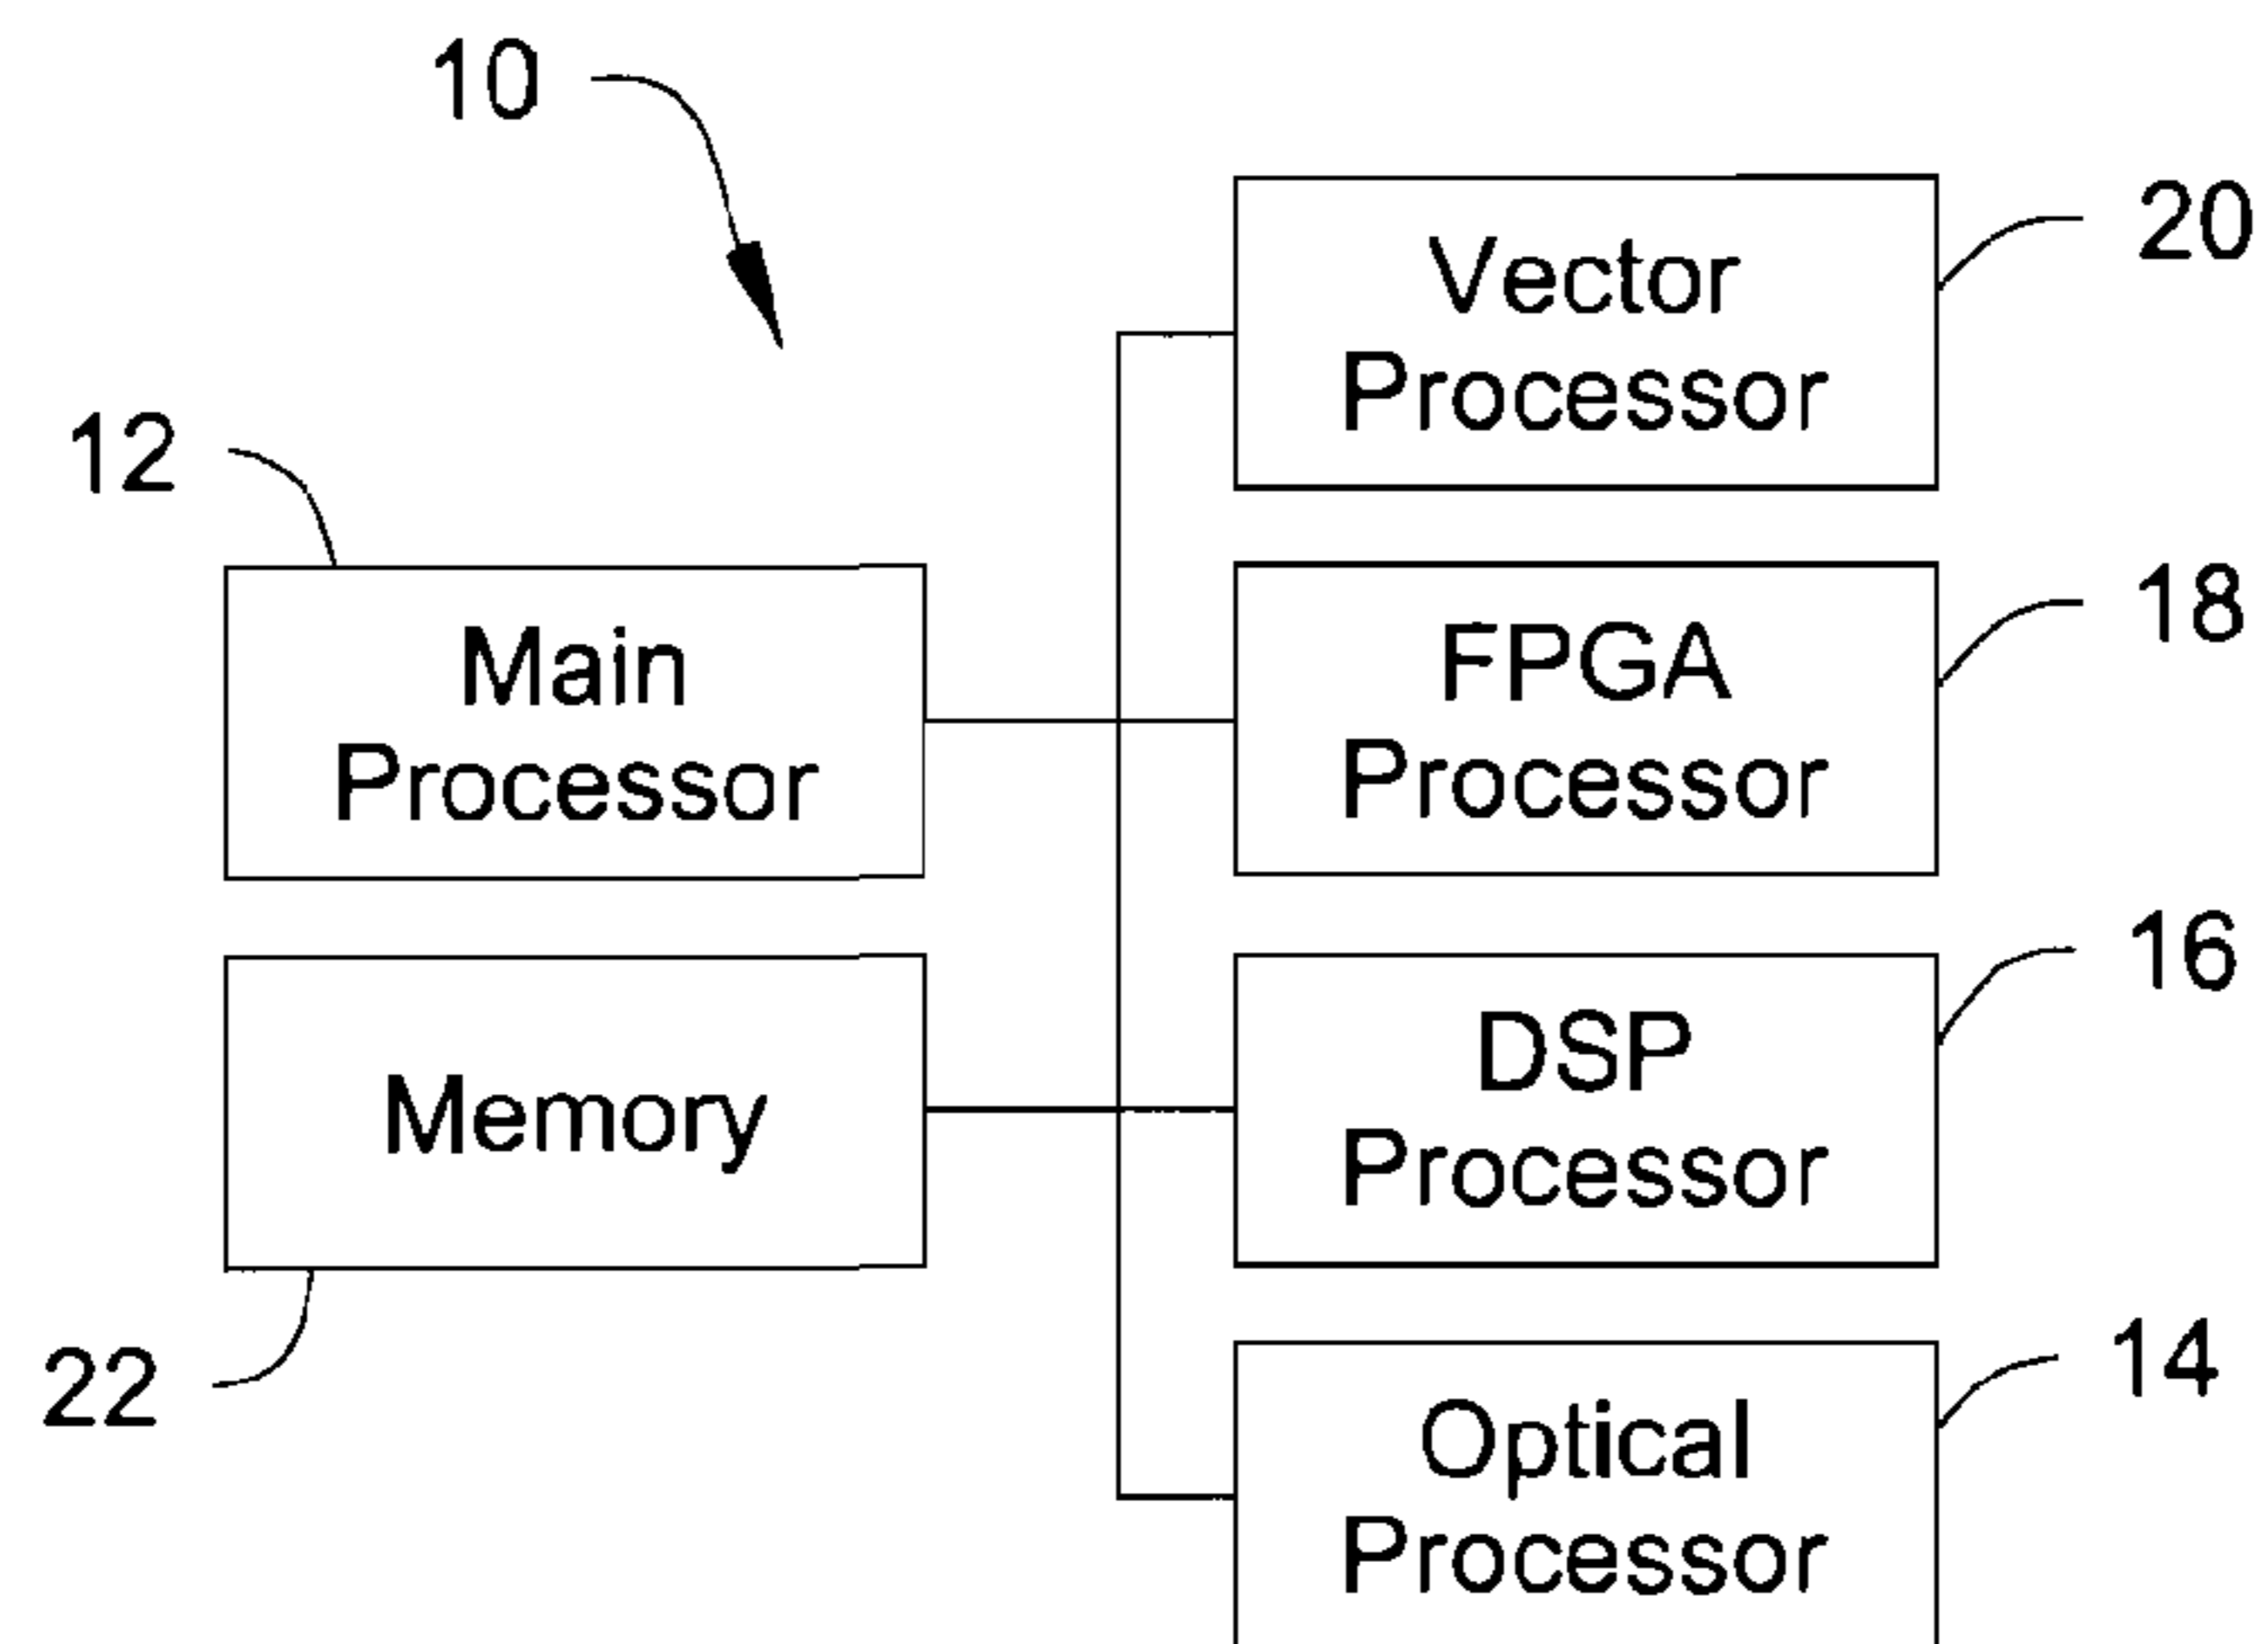 10
20
Vector
Processor
12
18
Main
Processor
FPGA
Processor
16
Memory
DSP
Processor
22
14
Optical
Processor